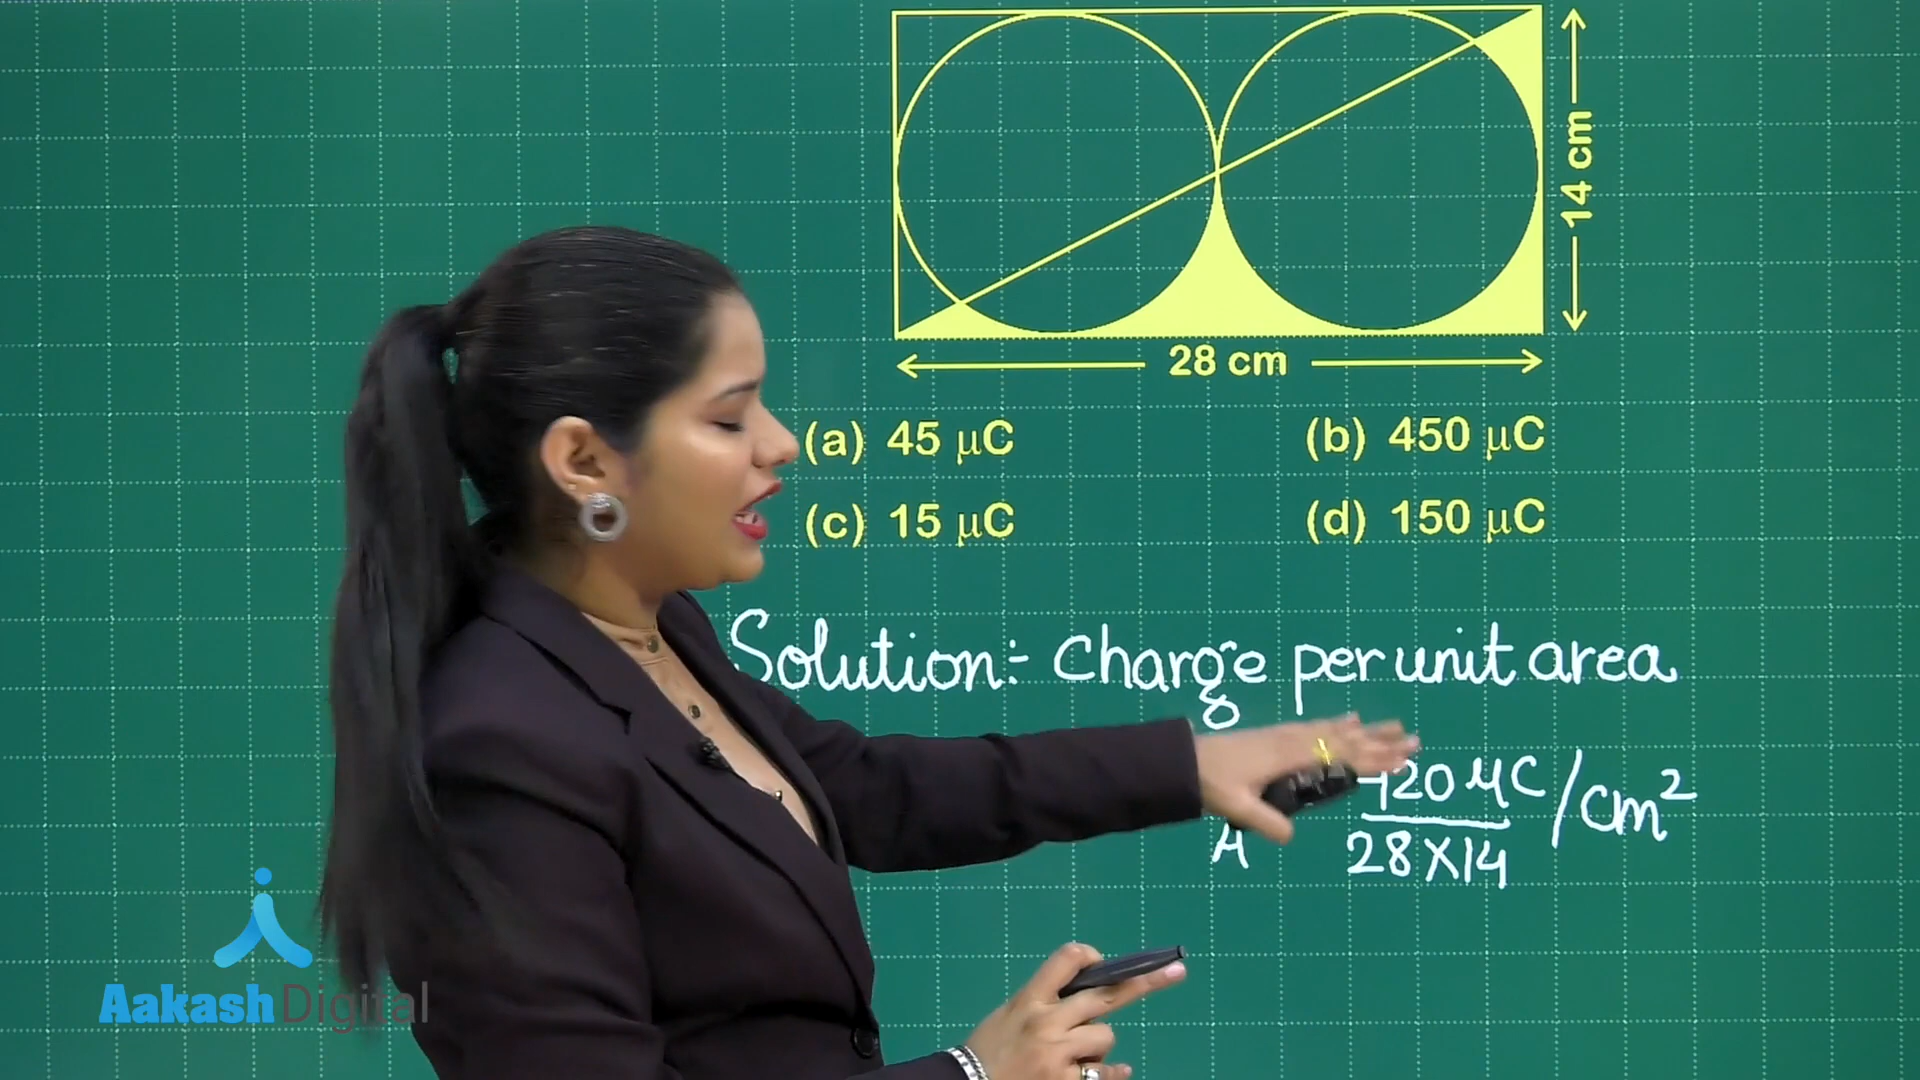 14 cm
28 cm
(a) 45 μC
(b) 450 μC
(c) 15 μC
(d) 150 μC
Solution:- Charge per unit area
420 μC/cm²
A 28×14
Aakash Digital